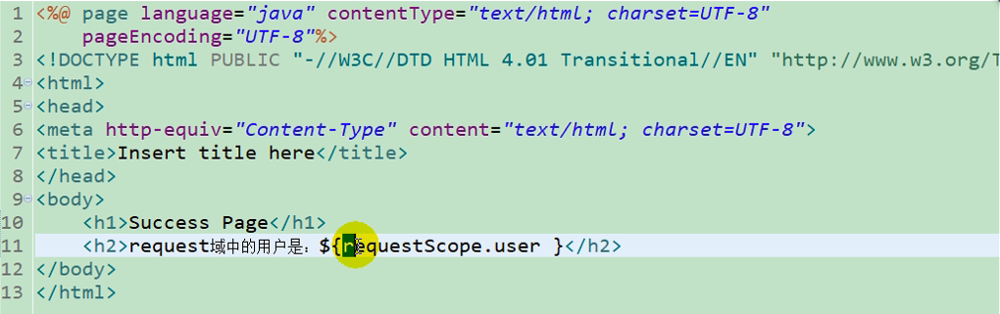 1 <%@ page language="java" contentType="text/html; charset=UTF-8"
2     pageEncoding="UTF-8"%>
3 <!DOCTYPE html PUBLIC "-//W3C//DTD HTML 4.01 Transitional//EN" "http://www.w3.org/T
4 <html>
5 <head>
6 <meta http-equiv="Content-Type" content="text/html; charset=UTF-8">
7 <title>Insert title here</title>
8 </head>
9 <body>
10     <h1>Success Page</h1>
11     <h2>request域中的用户是：${requestScope.user }</h2>
12 </body>
13 </html>